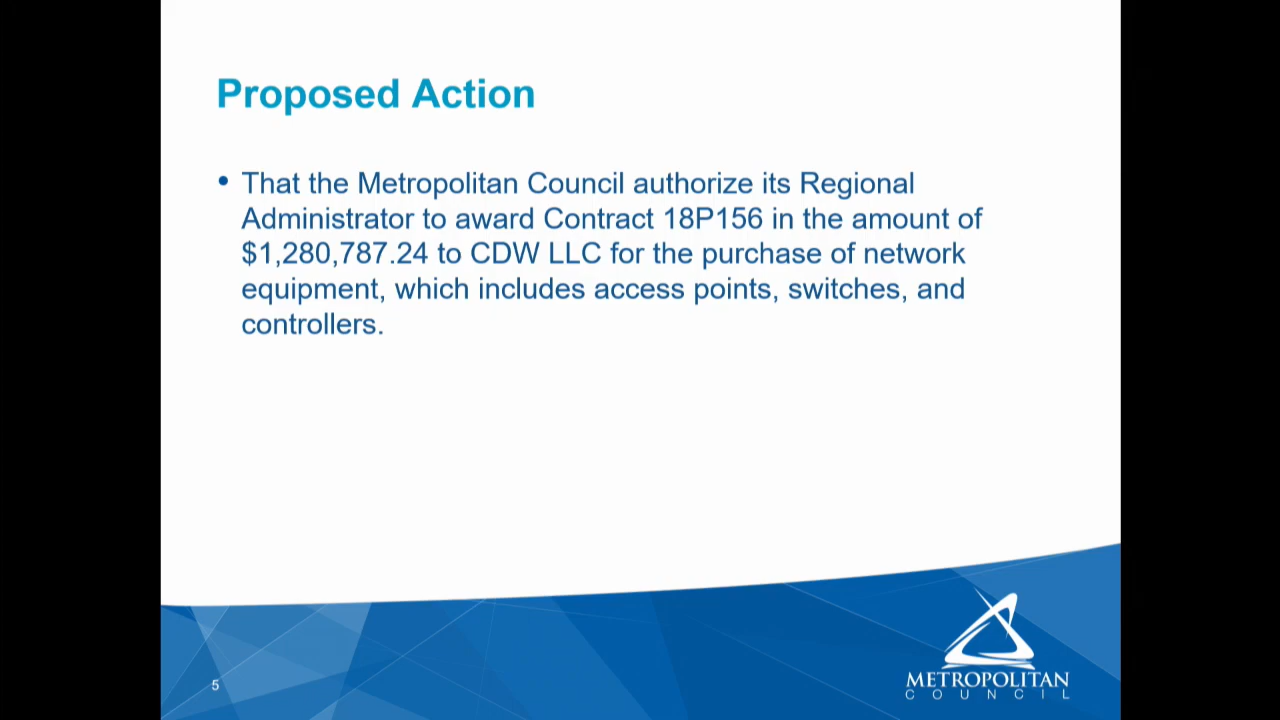 Proposed Action
• That the Metropolitan Council authorize its Regional
Administrator to award Contract 18P156 in the amount of
$1,280,787.24 to CDW LLC for the purchase of network
equipment, which includes access points, switches, and
controllers.
5
METROPOLITAN
COUNCIL